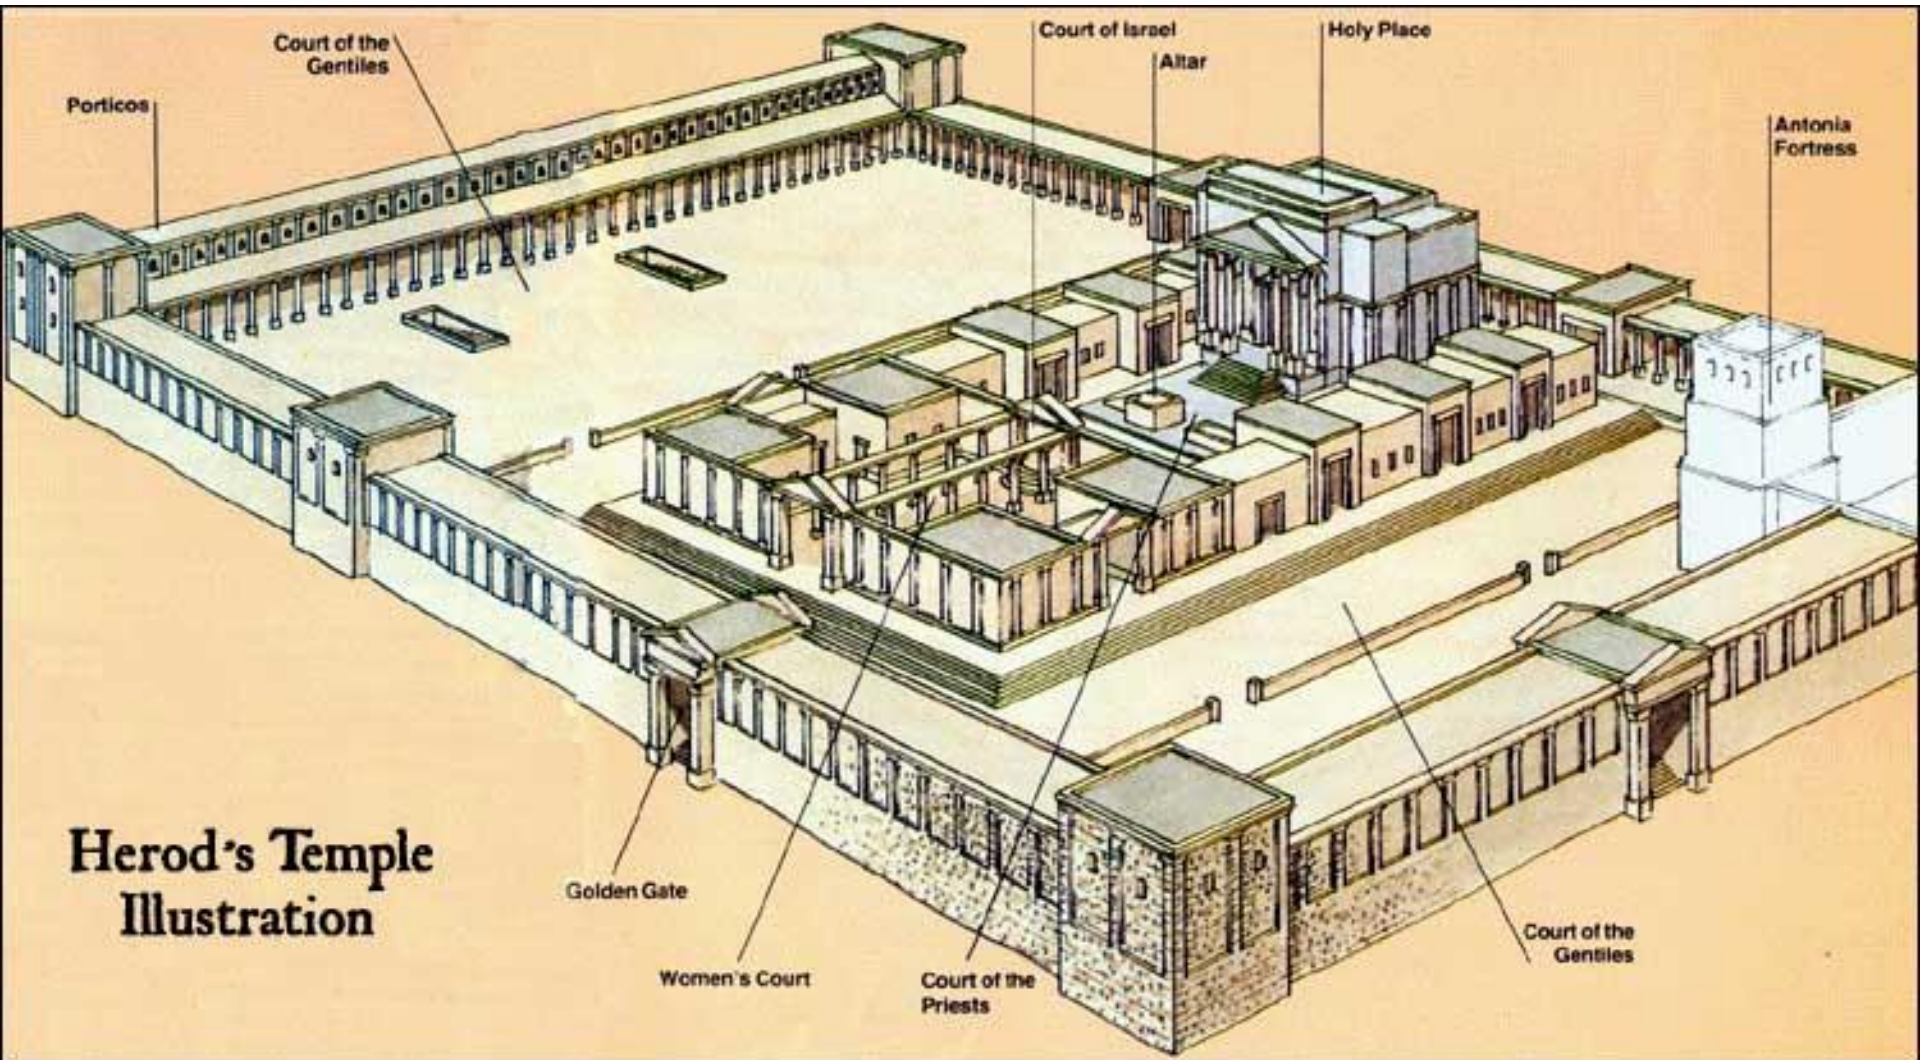 Court of Israel
Holy Place
Court of the
Gentiles
Altar
Porticos
Antonia
Fortress
Herod's Temple
Illustration
Golden Gate
Women's Court
Court of the
Priests
Court of the
Gentiles